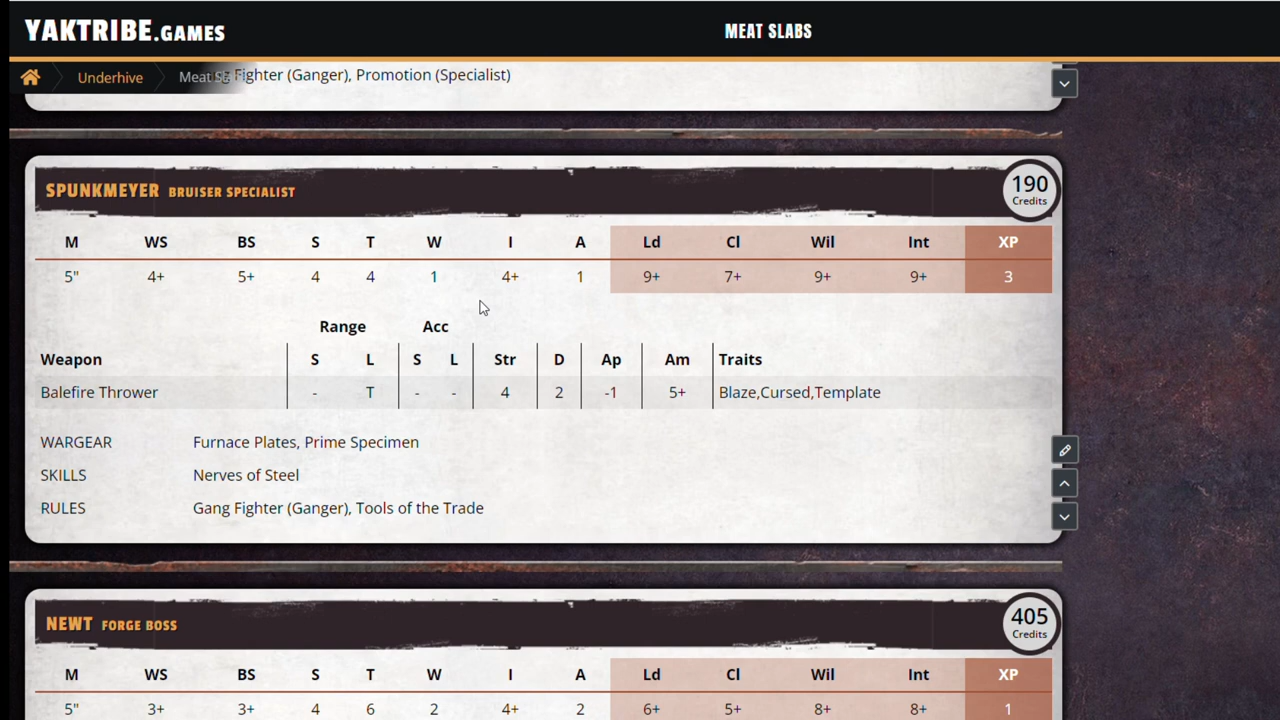 YAKTRIBE.GAMES
MEAT SLABS
Underhive Meat Fighter (Ganger), Promotion (Specialist)
SPUNKMEYER BRUISER SPECIALIST
190
Credits
M WS BS S T W I A Ld Cl Wil Int XP
5" 4+ 5+ 4 4 1 4+ 1 9+ 7+ 9+ 9+ 3
Range Acc
Weapon S L S L Str D Ap Am Traits
Balefire Thrower - T - - 4 2 -1 5+ Blaze,Cursed,Template
WARGEAR Furnace Plates, Prime Specimen
SKILLS Nerves of Steel
RULES Gang Fighter (Ganger), Tools of the Trade
NEWT FORGE BOSS
405
Credits
M WS BS S T W I A Ld Cl Wil Int XP
5" 3+ 3+ 4 6 2 4+ 2 6+ 5+ 8+ 8+ 1